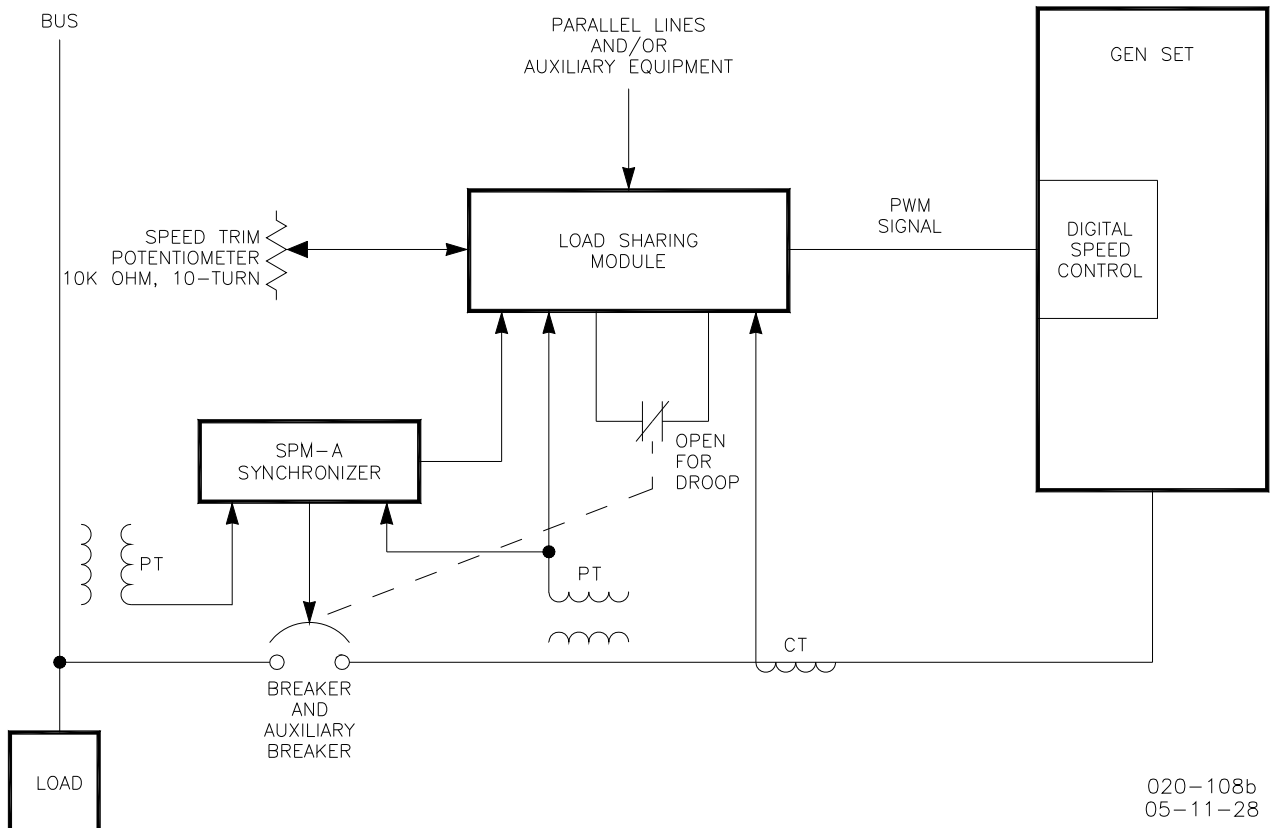 BUS
PARALLEL LINES
AND/OR
AUXILIARY EQUIPMENT
GEN SET
SPEED TRIM
POTENTIOMETER
10K OHM, 10-TURN
LOAD SHARING
MODULE
PWM
SIGNAL
DIGITAL
SPEED
CONTROL
SPM-A
SYNCHRONIZER
OPEN
FOR
DROOP
PT
PT
CT
BREAKER
AND
AUXILIARY
BREAKER
LOAD
020-108b
05-11-28